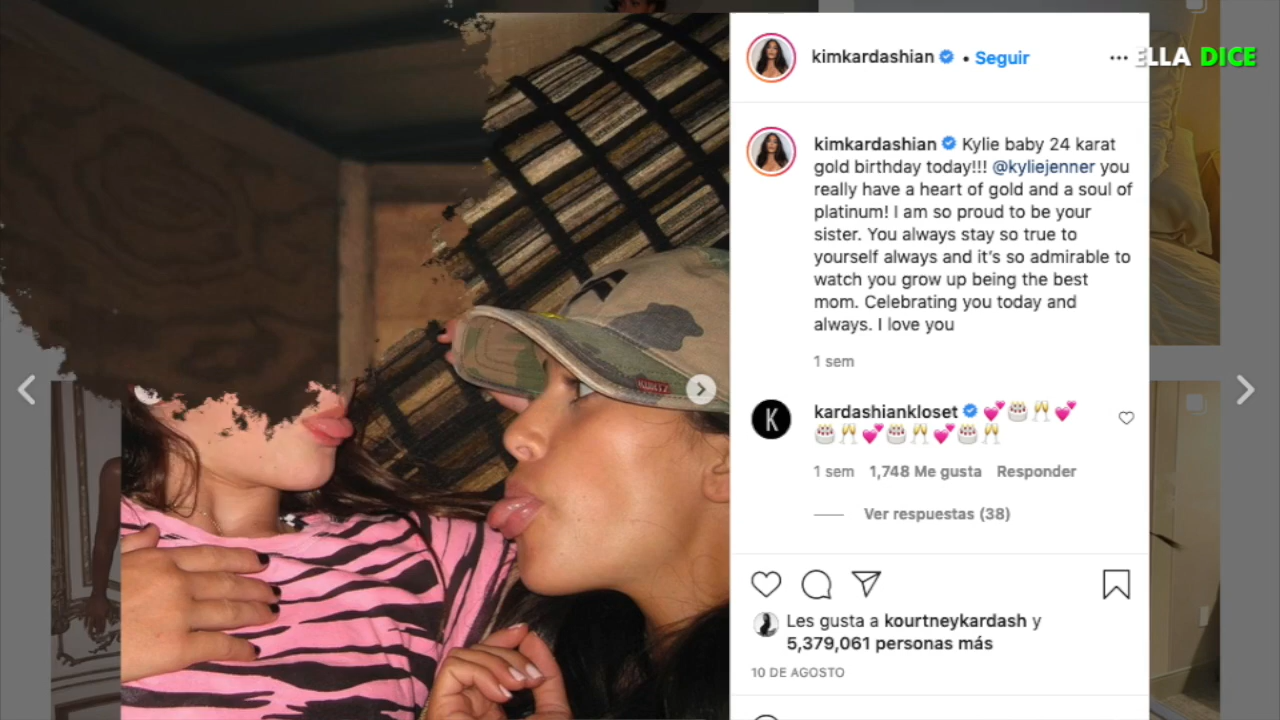 kimkardashian • Seguir
ELLA DICE
kimkardashian Kylie baby 24 karat
gold birthday today!!! @kyliejenner you
really have a heart of gold and a soul of
platinum! I am so proud to be your
sister. You always stay so true to
yourself always and it’s so admirable to
watch you grow up being the best
mom. Celebrating you today and
always. I love you
1 sem
K
kardashiankloset 💕🎂🥂💕
🎂🥂💕🎂🥂💕🎂🥂
1 sem 1,748 Me gusta Responder
Ver respuestas (38)
Les gusta a kourtneykardash y
5,379,061 personas más
10 DE AGOSTO